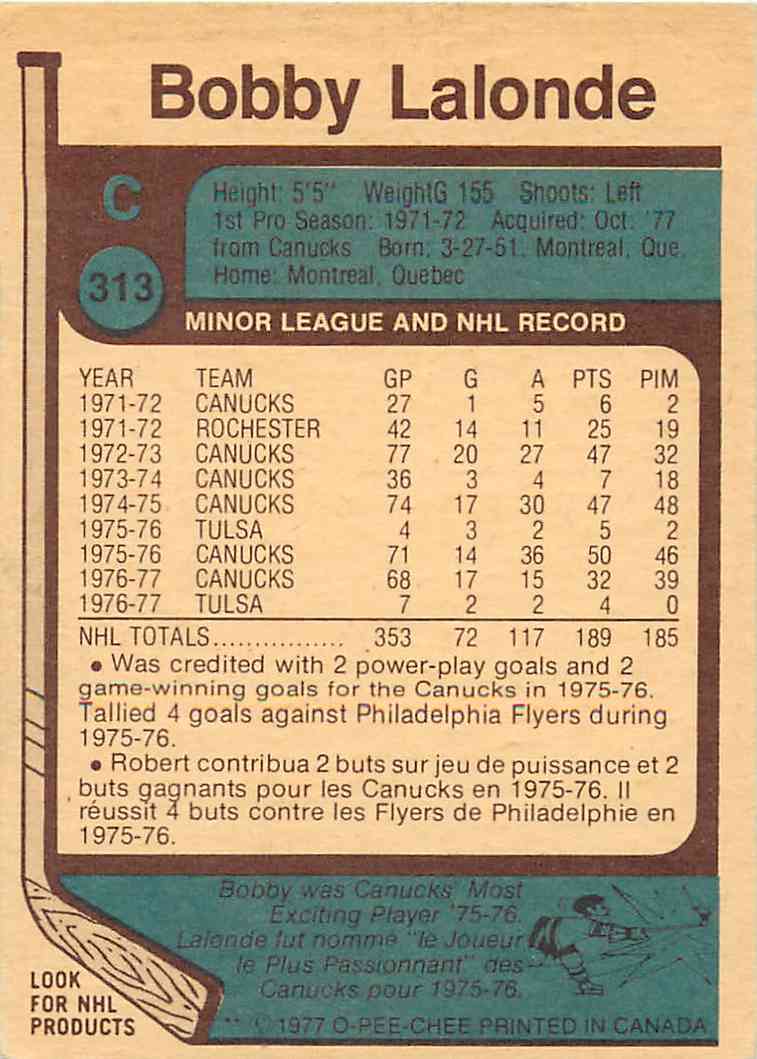 Bobby Lalonde
C
313
Height: 5'5" WeightG 155 Shoots: Left
1st Pro Season: 1971-72 Acquired: Oct. '77
from Canucks Born: 3-27-51, Montreal, Que.
Home: Montreal, Quebec
MINOR LEAGUE AND NHL RECORD
YEAR TEAM GP G A PTS PIM
1971-72 CANUCKS 27 1 5 6 2
1971-72 ROCHESTER 42 14 11 25 19
1972-73 CANUCKS 77 20 27 47 32
1973-74 CANUCKS 36 3 4 7 18
1974-75 CANUCKS 74 17 30 47 48
1975-76 TULSA 4 3 2 5 2
1975-76 CANUCKS 71 14 36 50 46
1976-77 CANUCKS 68 17 15 32 39
1976-77 TULSA 7 2 2 4 0
NHL TOTALS................ 353 72 117 189 185
• Was credited with 2 power-play goals and 2
game-winning goals for the Canucks in 1975-76.
Tallied 4 goals against Philadelphia Flyers during
1975-76.
• Robert contribua 2 buts sur jeu de puissance et 2
buts gagnants pour les Canucks en 1975-76. Il
réussit 4 buts contre les Flyers de Philadelphie en
1975-76.
Bobby was Canucks' Most
Exciting Player '75-76.
Lalonde fut nommé "le Joueur
le Plus Passionnant" des
Canucks pour 1975-76.
LOOK
FOR NHL
PRODUCTS
** © 1977 O-PEE-CHEE PRINTED IN CANADA